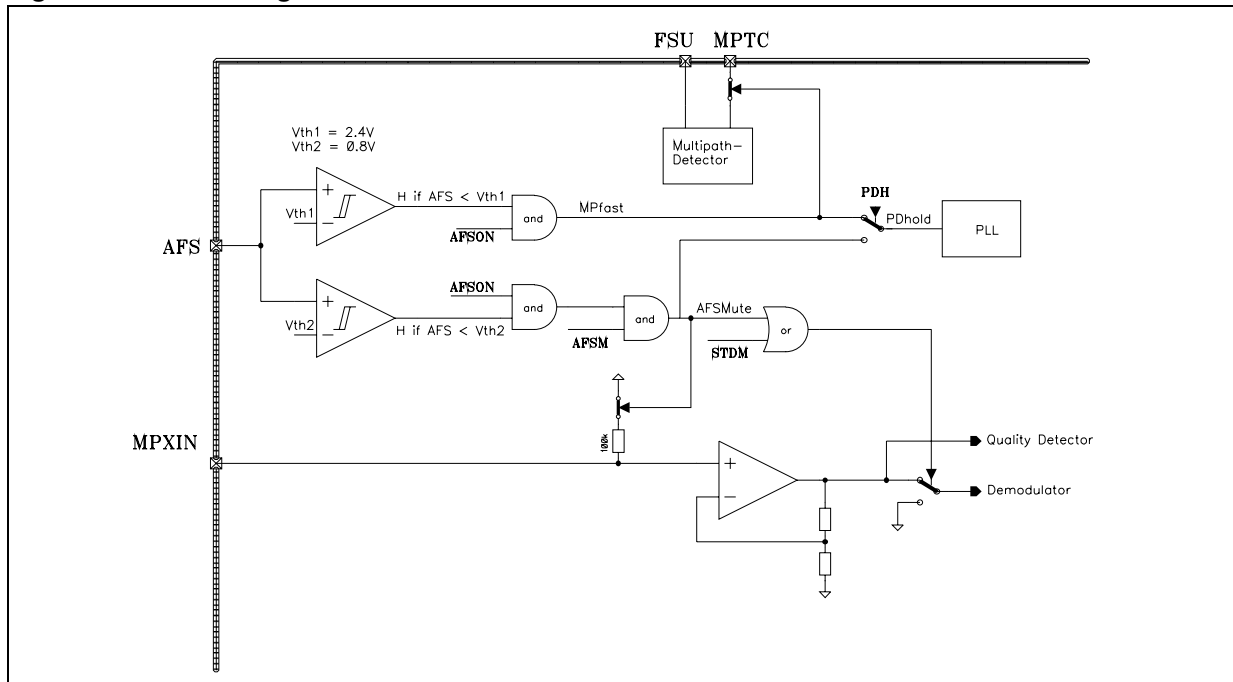 FSU MPTC
Vth1 = 2.4V
Vth2 = 0.8V
Multipath-
Detector
H if AFS < Vth1
Vth1
and
MPfast
AFSON
PDH
PDhold
PLL
AFS
AFSON
and
and
AFSMute
or
Vth2
H if AFS < Vth2
AFSM
STDM
100k
MPXIN
Quality Detector
Demodulator